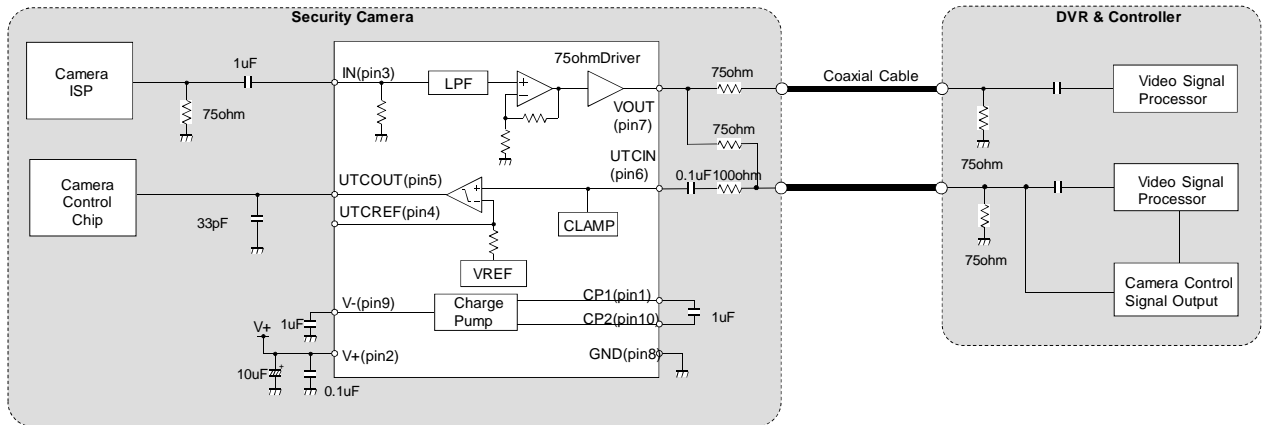 Security Camera
DVR & Controller
Camera
ISP
1uF
75ohm
IN(pin3)
LPF
75ohmDriver
VOUT
(pin7)
75ohm
75ohm
Coaxial Cable
75ohm
Video Signal
Processor
Camera
Control
Chip
33pF
UTCOUT(pin5)
UTCREF(pin4)
VREF
CLAMP
UTCIN
(pin6)
0.1uF
100ohm
75ohm
Video Signal
Processor
Camera Control
Signal Output
V-(pin9)
1uF
Charge
Pump
CP1(pin1)
CP2(pin10)
1uF
V+
V+(pin2)
GND(pin8)
10uF
+
0.1uF